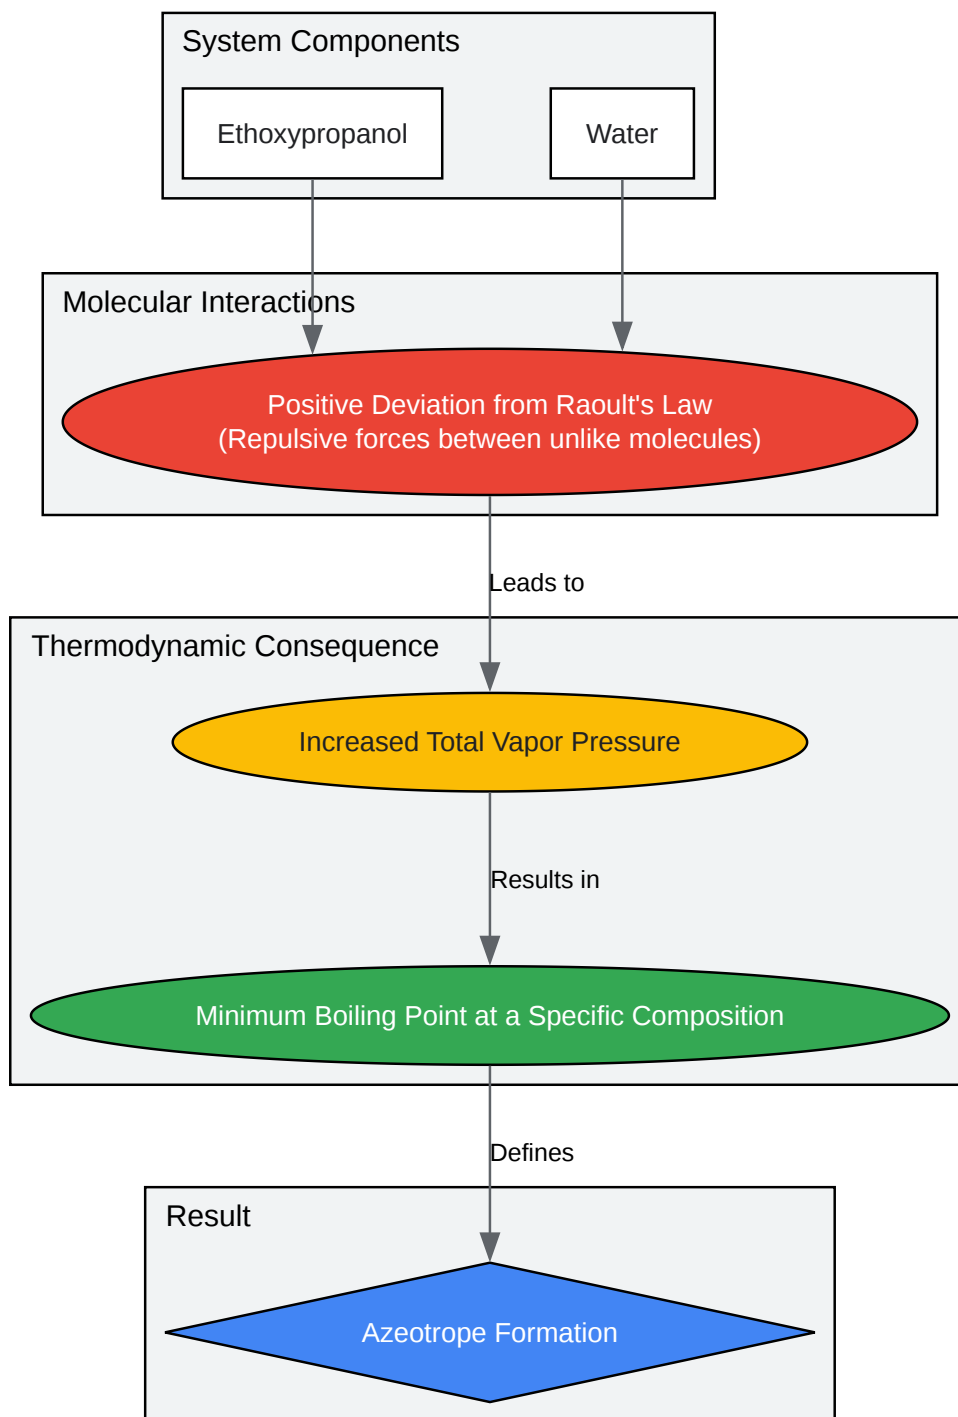 System Components
Ethoxypropanol
Water
Molecular Interactions
Positive Deviation from Raoult's Law
(Repulsive forces between unlike molecules)
Leads to
Thermodynamic Consequence
Increased Total Vapor Pressure
Results in
Minimum Boiling Point at a Specific Composition
Defines
Result
Azeotrope Formation